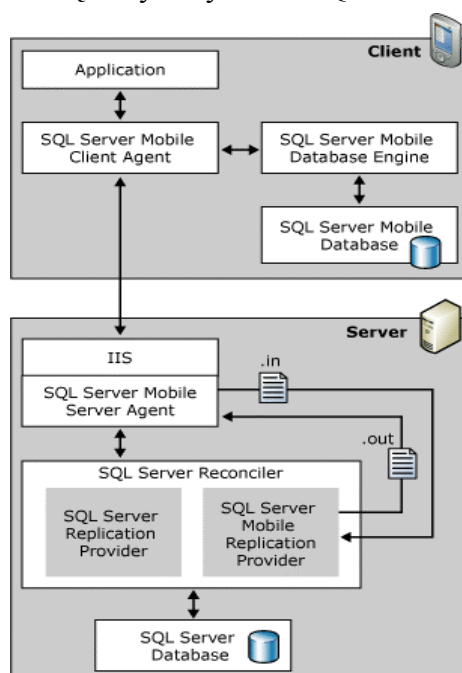 Client
Application
SQL Server Mobile
Client Agent
SQL Server Mobile
Database Engine
SQL Server Mobile
Database
Server
IIS
.in
SQL Server Mobile
Server Agent
.out
SQL Server Reconciler
SQL Server
Replication
Provider
SQL Server
Mobile
Replication
Provider
SQL Server
Database